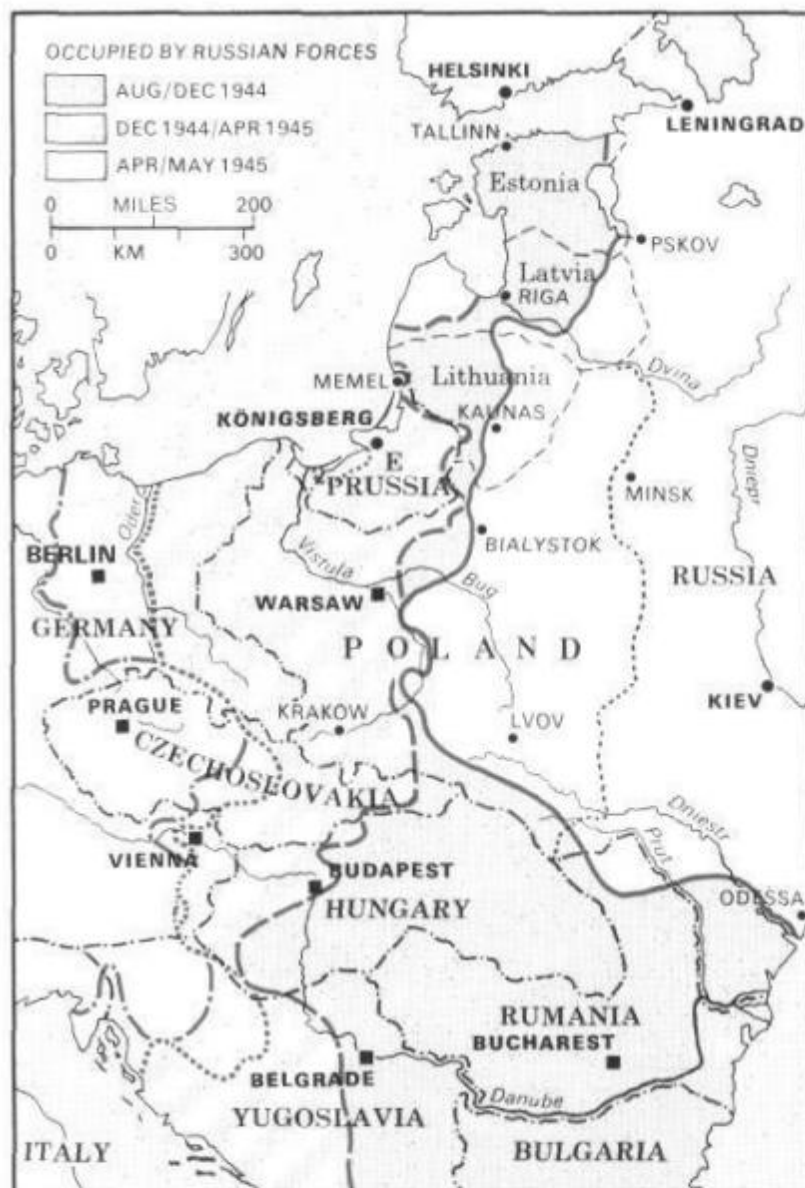 OCCUPIED BY RUSSIAN FORCES
AUG/DEC 1944
DEC 1944/APR 1945
APR/MAY 1945
0 MILES 200
0 KM 300
HELSINKI
LENINGRAD
TALLINN
Estonia
PSKOV
Latvia
RIGA
Dvina
MEMEL
Lithuania
KÖNIGSBERG
KAUNAS
E
PRUSSIA
Dniepr
MINSK
Oder
BIALYSTOK
BERLIN
Vistula
Bug
RUSSIA
WARSAW
GERMANY
POLAND
PRAGUE
KRAKOW
LVOV
KIEV
CZECHOSLOVAKIA
Dniestr
Prut
VIENNA
BUDAPEST
HUNGARY
ODESSA
RUMANIA
BUCHAREST
BELGRADE
Danube
YUGOSLAVIA
ITALY
BULGARIA